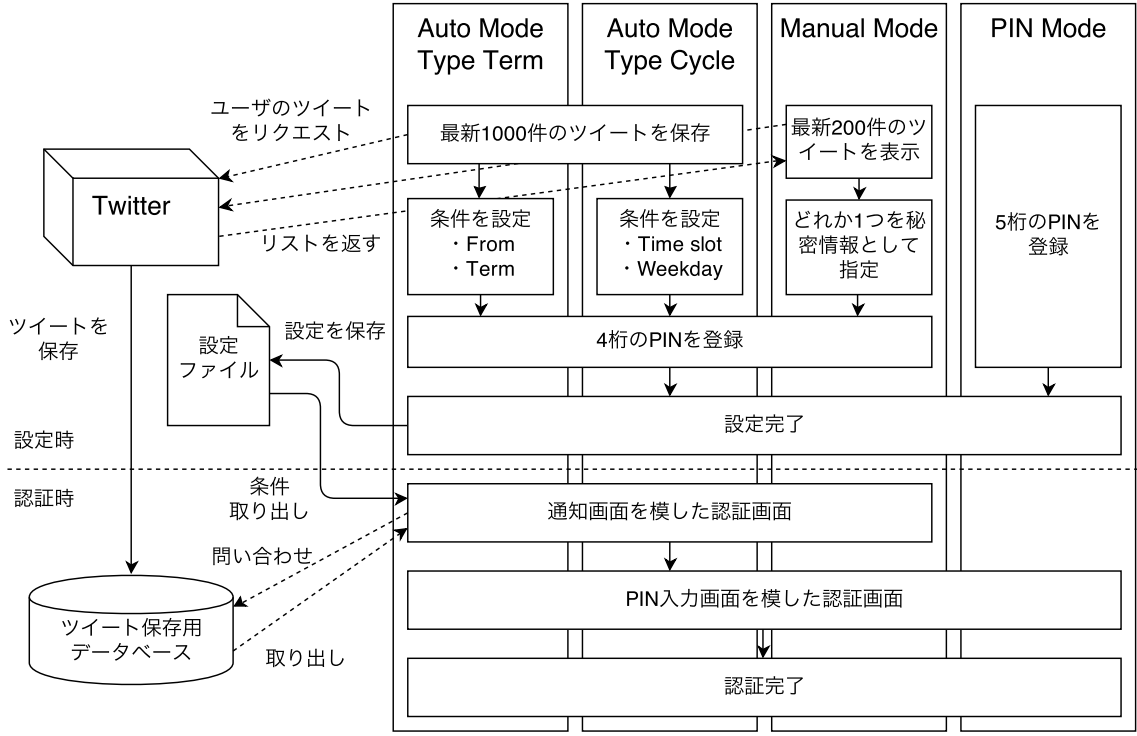 Auto Mode
Type Term
Auto Mode
Type Cycle
Manual Mode
PIN Mode
ユーザのツイート
をリクエスト
最新1000件のツイートを保存
最新200件のツ
イートを表示
Twitter
リストを返す
条件を設定
・From
・Term
条件を設定
・Time slot
・Weekday
どれか1つを秘
密情報として
指定
5桁のPINを
登録
ツイートを
保存
設定
ファイル
設定を保存
4桁のPINを登録
設定完了
設定時
認証時
条件
取り出し
通知画面を模した認証画面
問い合わせ
PIN入力画面を模した認証画面
ツイート保存用
データベース
取り出し
認証完了